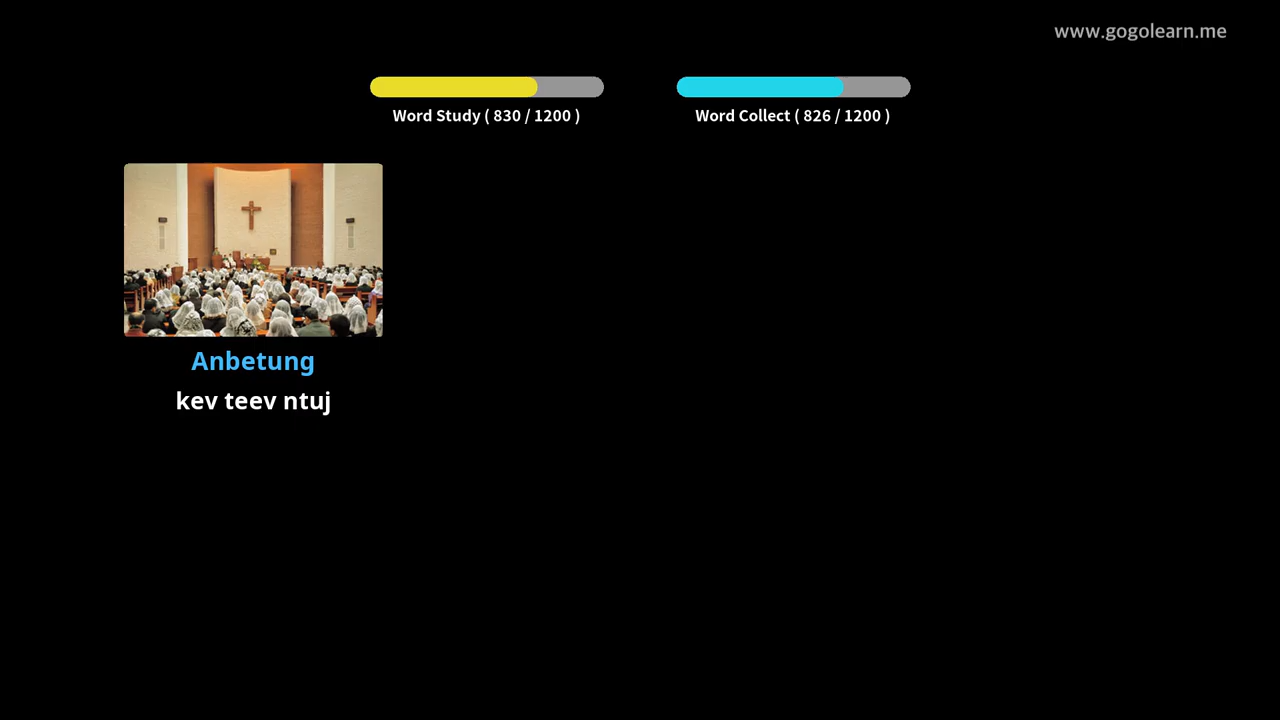 www.gogolearn.me
Word Study ( 830 / 1200 )
Word Collect ( 826 / 1200 )
Anbetung
kev teev ntuj